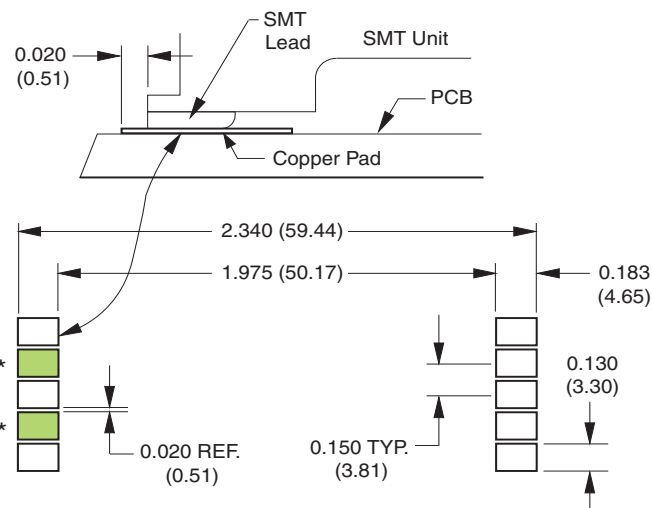 SMT
Lead
SMT Unit
0.020
(0.51)
PCB
Copper Pad
2.340 (59.44)
1.975 (50.17)
0.183
(4.65)
*
0.130
(3.30)
*
0.020 REF.
(0.51)
0.150 TYP.
(3.81)